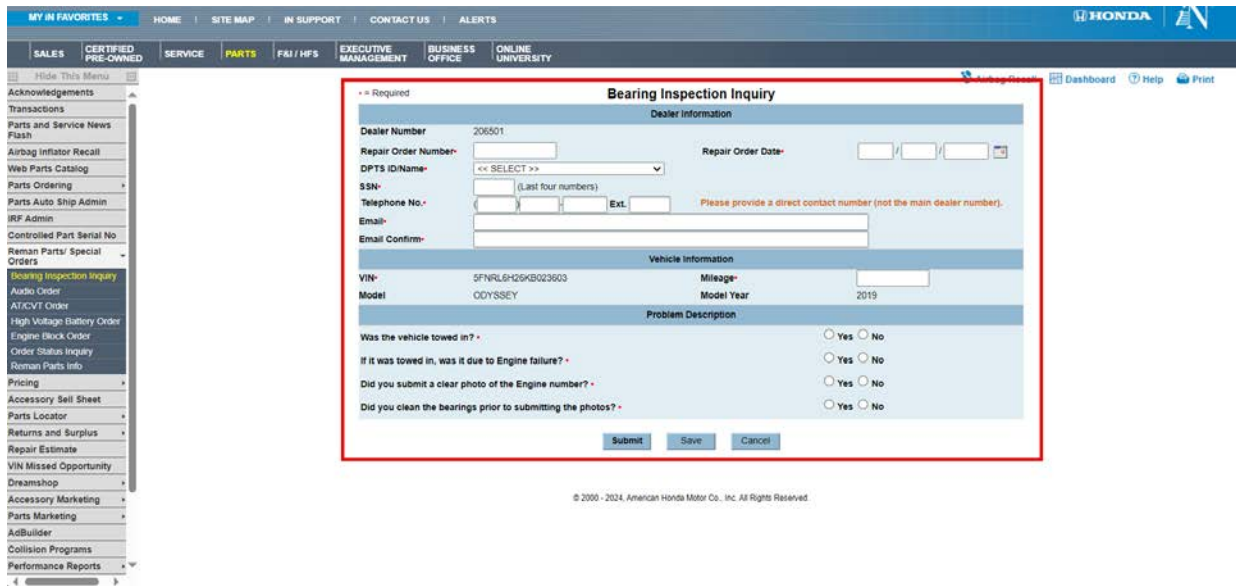 MY iN FAVORITES HOME SITE MAP IN SUPPORT CONTACT US ALERTS HONDA iN
SALES CERTIFIED PRE-OWNED SERVICE PARTS F&I / HFS EXECUTIVE MANAGEMENT BUSINESS OFFICE ONLINE UNIVERSITY
Hide This Menu
Dashboard Help Print
Acknowledgements
Transactions
Parts and Service News
Flash
Airbag Inflator Recall
Web Parts Catalog
Parts Ordering
Parts Auto Ship Admin
IRF Admin
Controlled Part Serial No
Reman Parts/ Special
Orders
Bearing Inspection Inquiry
Audio Order
AT/CVT Order
High Voltage Battery Order
Engine Block Order
Order Status Inquiry
Reman Parts Info
Pricing
Accessory Sell Sheet
Parts Locator
Returns and Surplus
Repair Estimate
VIN Missed Opportunity
Dreamshop
Accessory Marketing
Parts Marketing
AdBuilder
Collision Programs
Performance Reports
• = Required
Bearing Inspection Inquiry
Dealer Information
Dealer Number 206501
Repair Order Number• Repair Order Date• / /
DPTS ID/Name• << SELECT >>
SSN• (Last four numbers)
Telephone No.• ( ) - Ext. Please provide a direct contact number (not the main dealer number).
Email•
Email Confirm•
Vehicle Information
VIN• 5FNRL6H26KB023603 Mileage•
Model ODYSSEY Model Year 2019
Problem Description
Was the vehicle towed in? • Yes No
If it was towed in, was it due to Engine failure? • Yes No
Did you submit a clear photo of the Engine number? • Yes No
Did you clean the bearings prior to submitting the photos? • Yes No
Submit Save Cancel
© 2000 - 2024, American Honda Motor Co., Inc. All Rights Reserved.